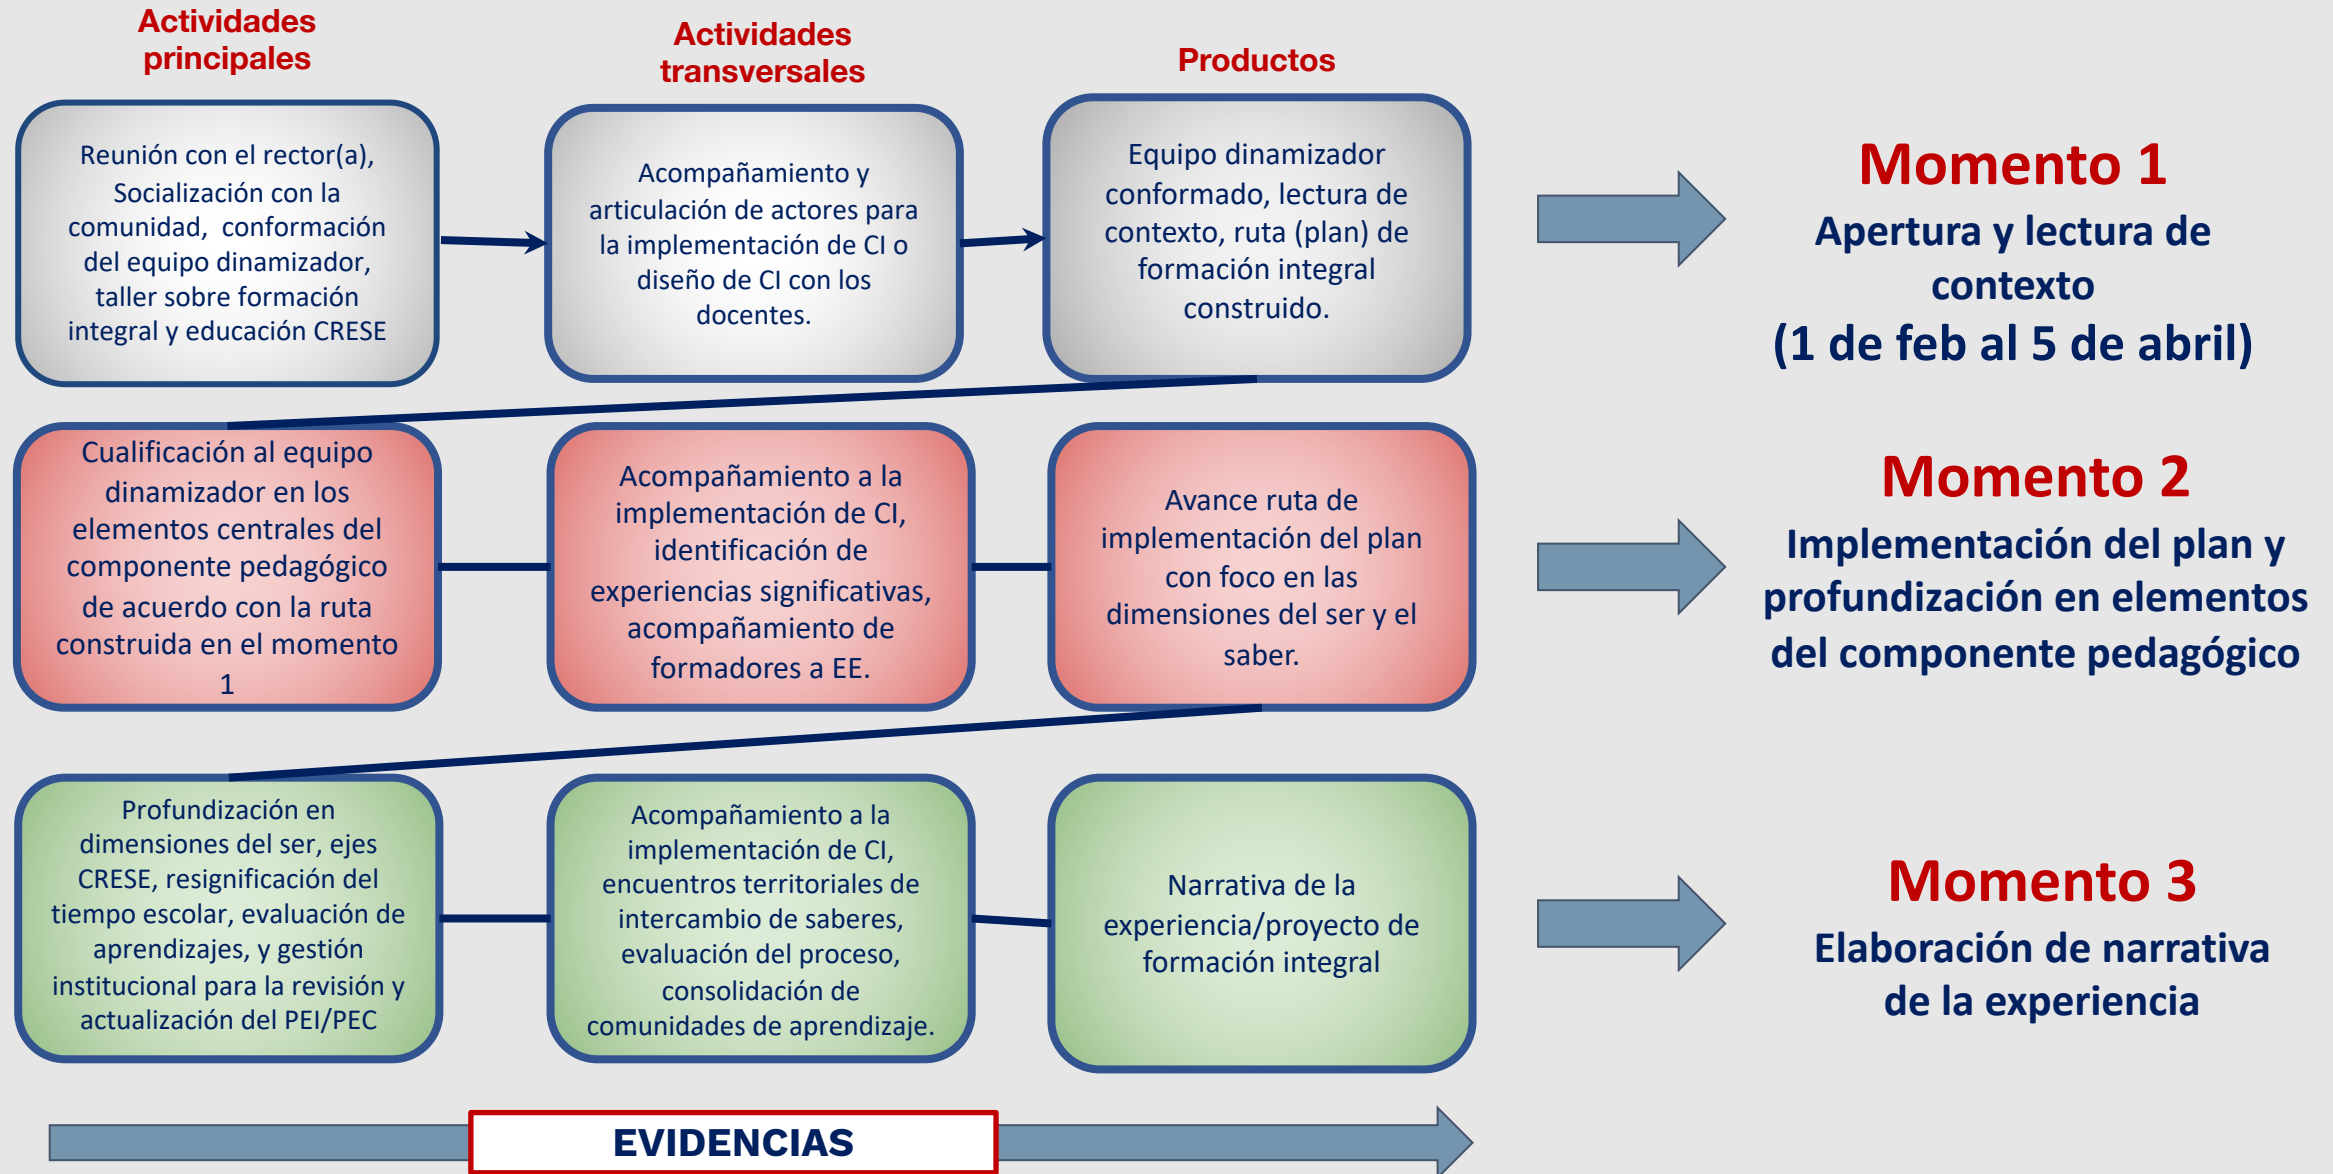 Actividades
principales
Actividades
transversales
Productos
Reunión con el rector(a),
Socialización con la
comunidad, conformación
del equipo dinamizador,
taller sobre formación
integral y educación CRESE
Acompañamiento y
articulación de actores para
la implementación de CI o
diseño de CI con los
docentes.
Equipo dinamizador
conformado, lectura de
contexto, ruta (plan) de
formación integral
construido.
Momento 1
Apertura y lectura de
contexto
(1 de feb al 5 de abril)
Cualificación al equipo
dinamizador en los
elementos centrales del
componente pedagógico
de acuerdo con la ruta
construida en el momento
1
Acompañamiento a la
implementación de CI,
identificación de
experiencias significativas,
acompañamiento de
formadores a EE.
Avance ruta de
implementación del plan
con foco en las
dimensiones del ser y el
saber.
Momento 2
Implementación del plan y
profundización en elementos
del componente pedagógico
Profundización en
dimensiones del ser, ejes
CRESE, resignificación del
tiempo escolar, evaluación de
aprendizajes, y gestión
institucional para la revisión y
actualización del PEI/PEC
Acompañamiento a la
implementación de CI,
encuentros territoriales de
intercambio de saberes,
evaluación del proceso,
consolidación de
comunidades de aprendizaje.
Narrativa de la
experiencia/proyecto de
formación integral
Momento 3
Elaboración de narrativa
de la experiencia
EVIDENCIAS